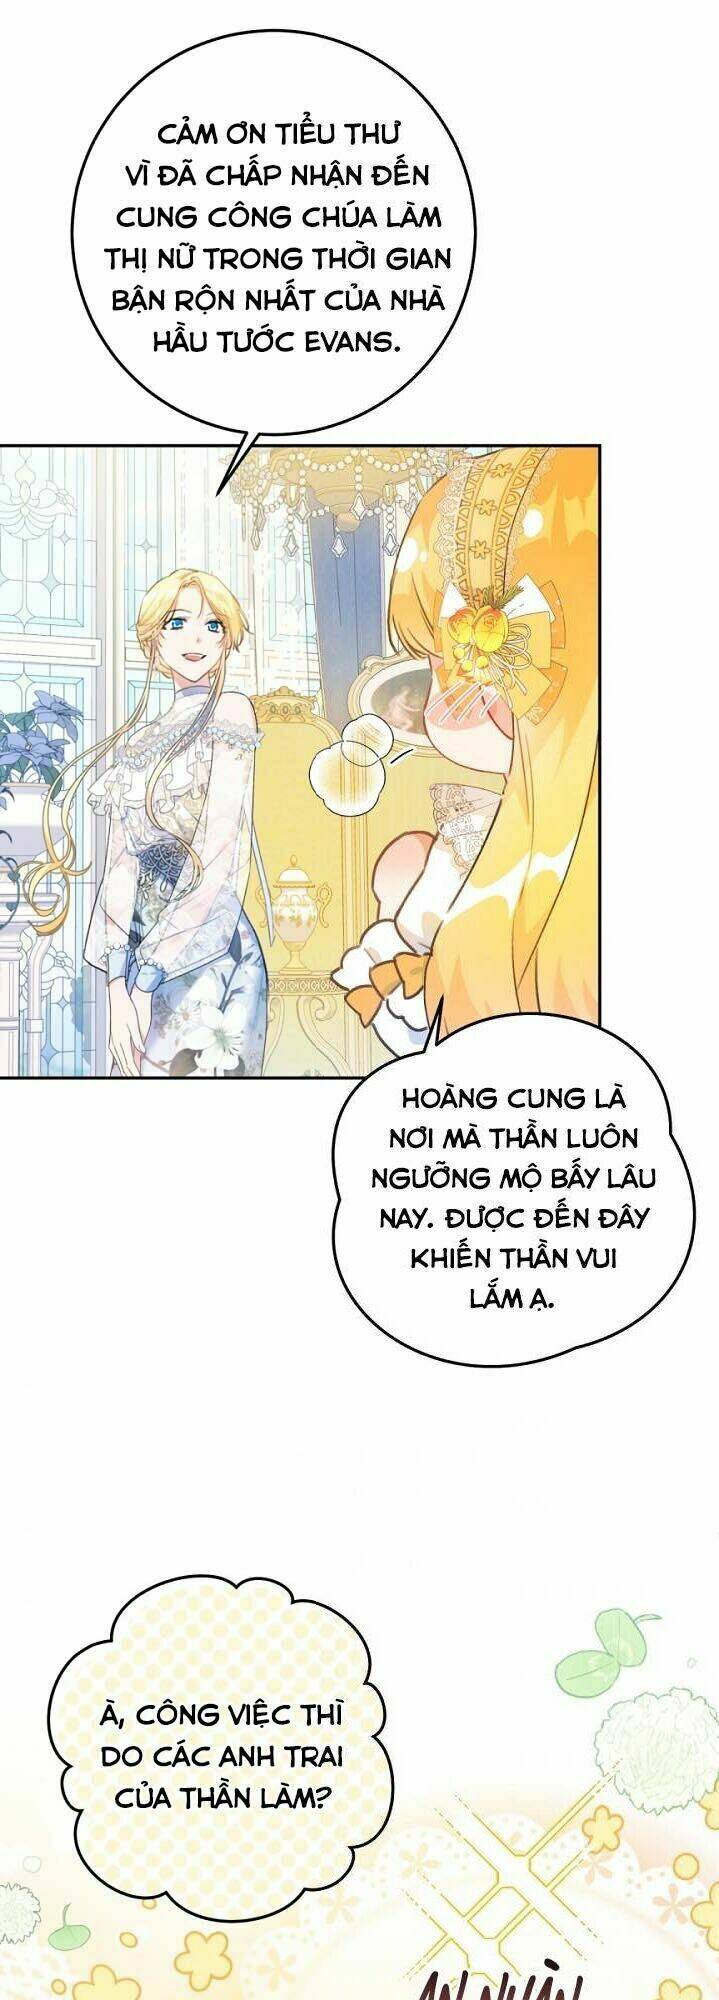 CẢM ƠN TIỂU THƯ
VÌ ĐÃ CHẤP NHẬN ĐẾN
CUNG CÔNG CHÚA LÀM
THỊ NỮ TRONG THỜI GIAN
BẬN RỘN NHẤT CỦA NHÀ
HẦU TƯỚC EVANS.
HOÀNG CUNG LÀ
NƠI MÀ THẦN LUÔN
NGƯỠNG MỘ BẤY LÂU
NAY. ĐƯỢC ĐẾN ĐÂY
KHIẾN THẦN VUI
LẮM Ạ.
À, CÔNG VIỆC THÌ
DO CÁC ANH TRAI
CỦA THẦN LÀM?
AN NHÀN